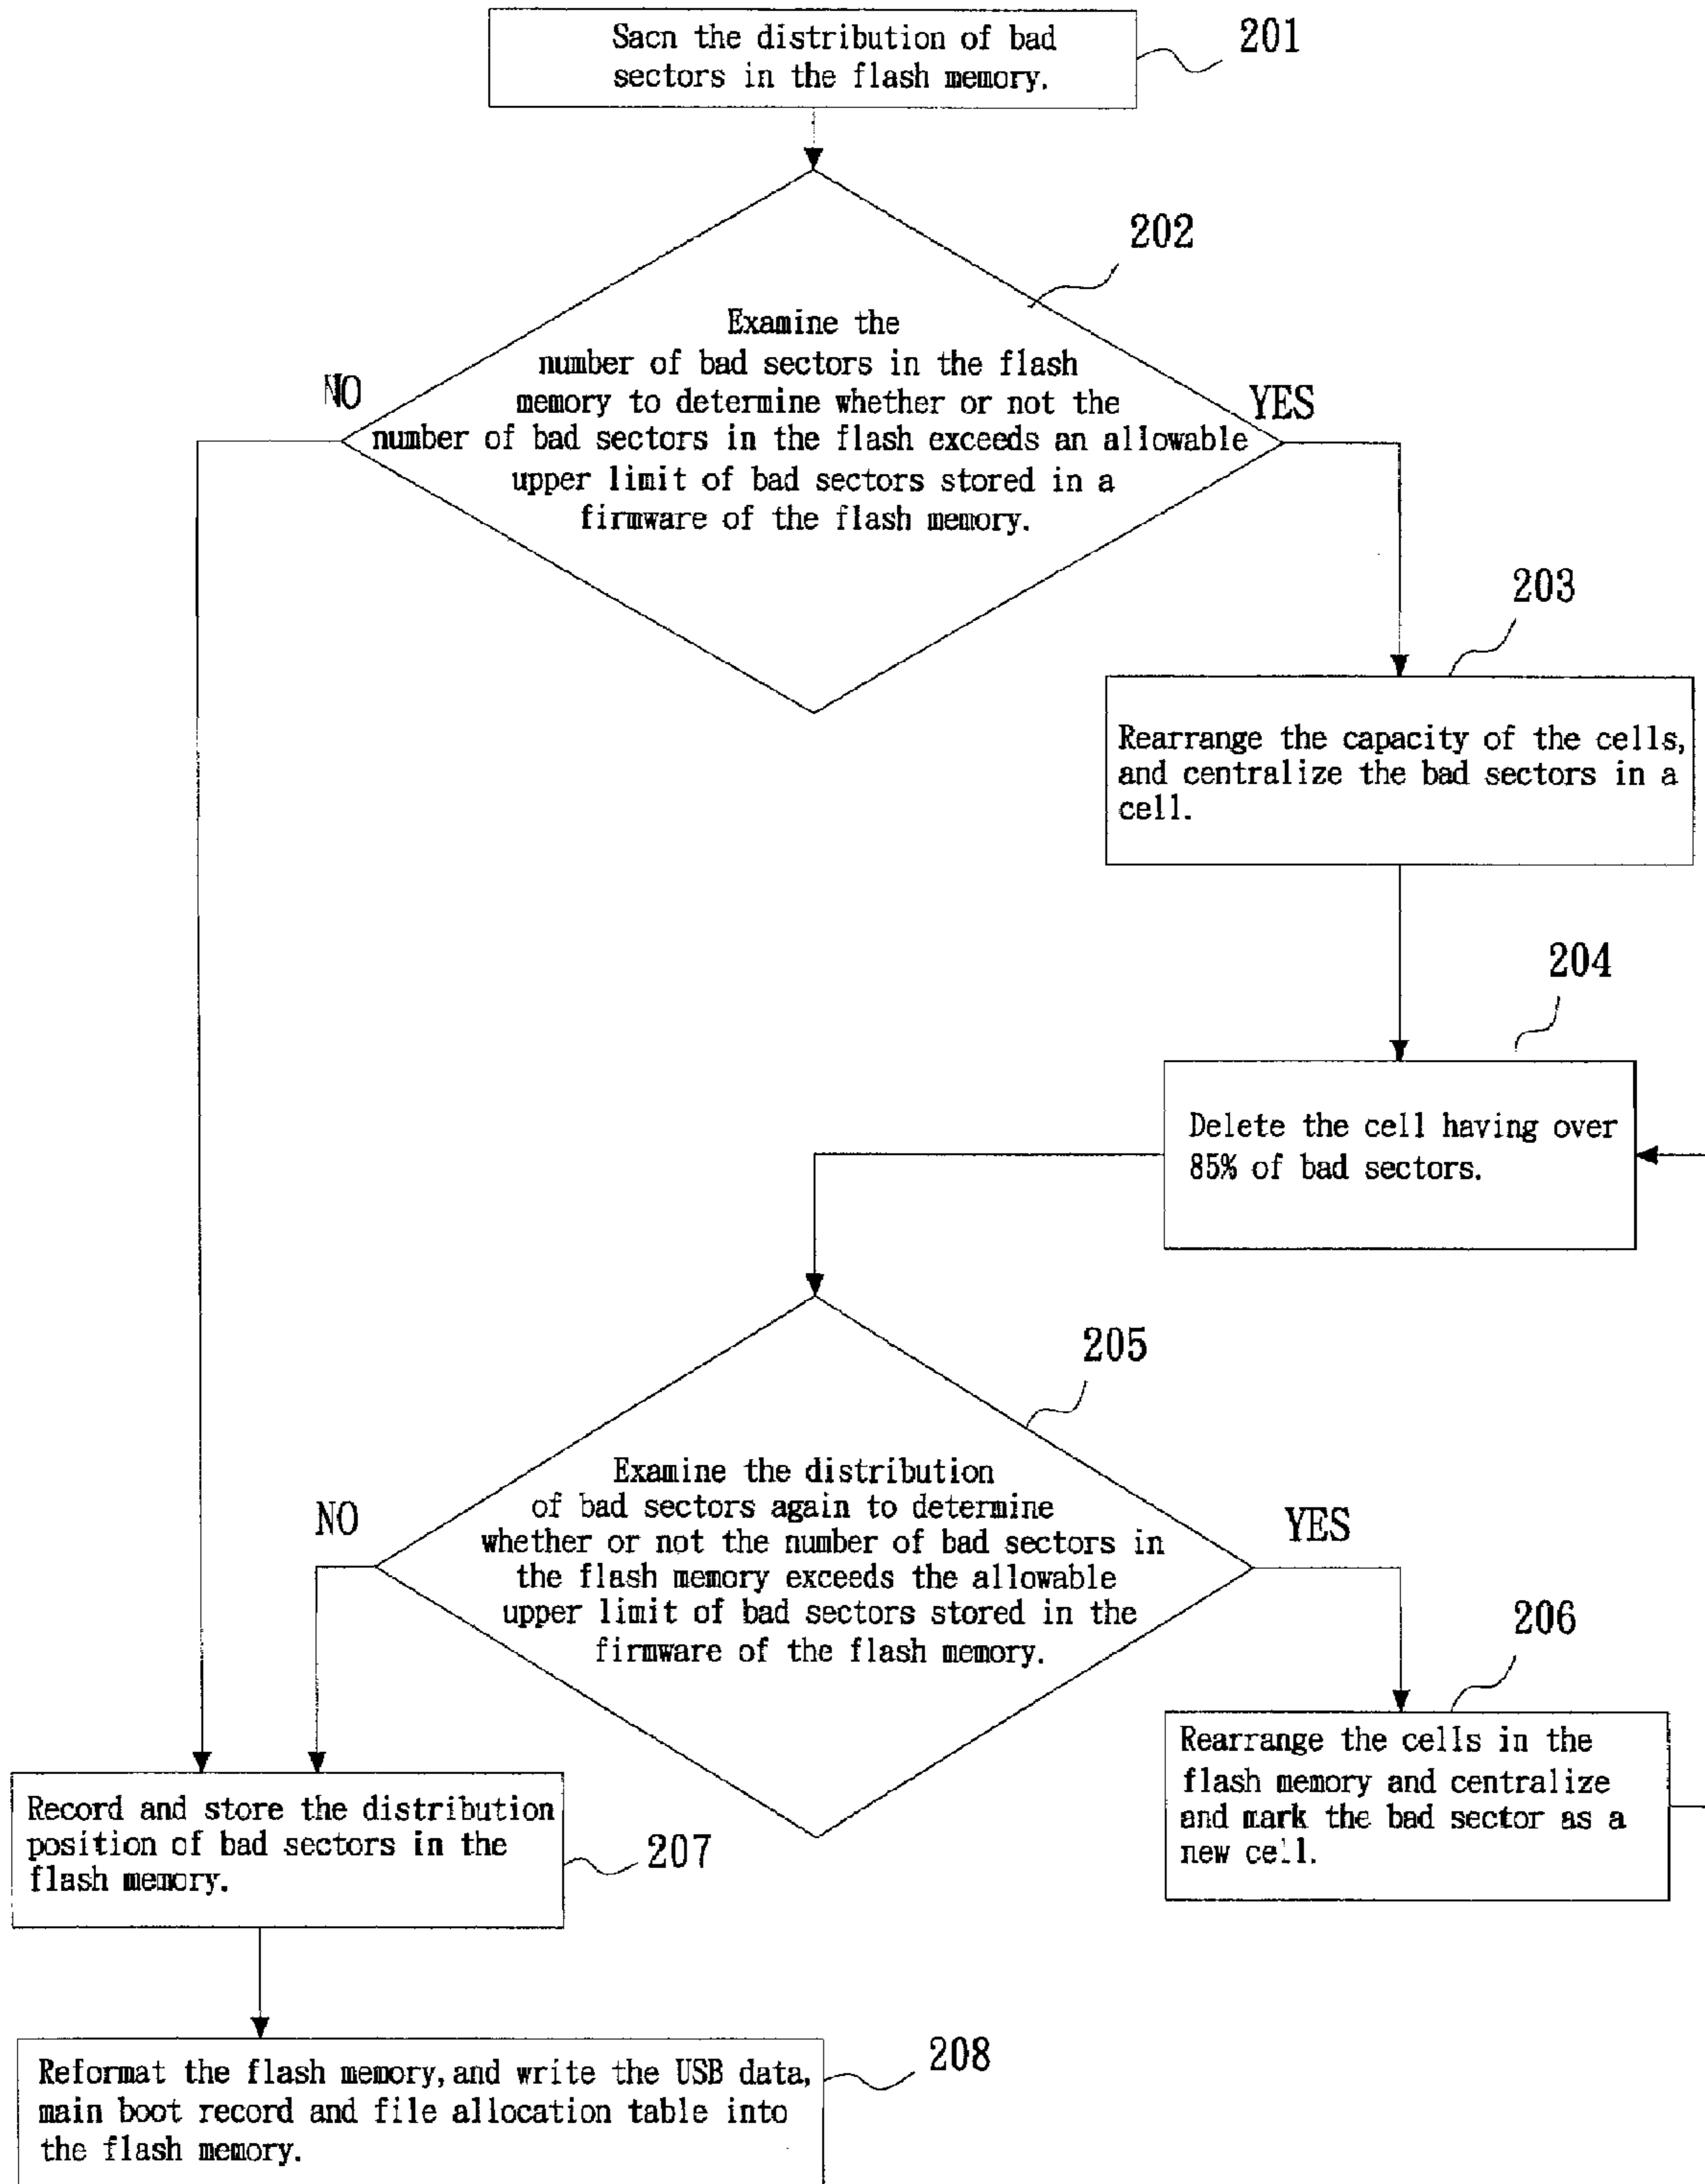 Sacn the distribution of bad
sectors in the flash memory.
201
202
Examine the
number of bad sectors in the flash
memory to determine whether or not the
number of bad sectors in the flash exceeds an allowable
upper limit of bad sectors stored in a
firmware of the flash memory.
NO
YES
203
Rearrange the capacity of the cells,
and centralize the bad sectors in a
cell.
204
Delete the cell having over
85% of bad sectors.
205
Examine the distribution
of bad sectors again to determine
whether or not the number of bad sectors in
the flash memory exceeds the allowable
upper limit of bad sectors stored in the
firmware of the flash memory.
NO
YES
206
Rearrange the cells in the
flash memory and centralize
and mark the bad sector as a
new cell.
Record and store the distribution
position of bad sectors in the
flash memory.
207
Reformat the flash memory, and write the USB data,
main boot record and file allocation table into
the flash memory.
208